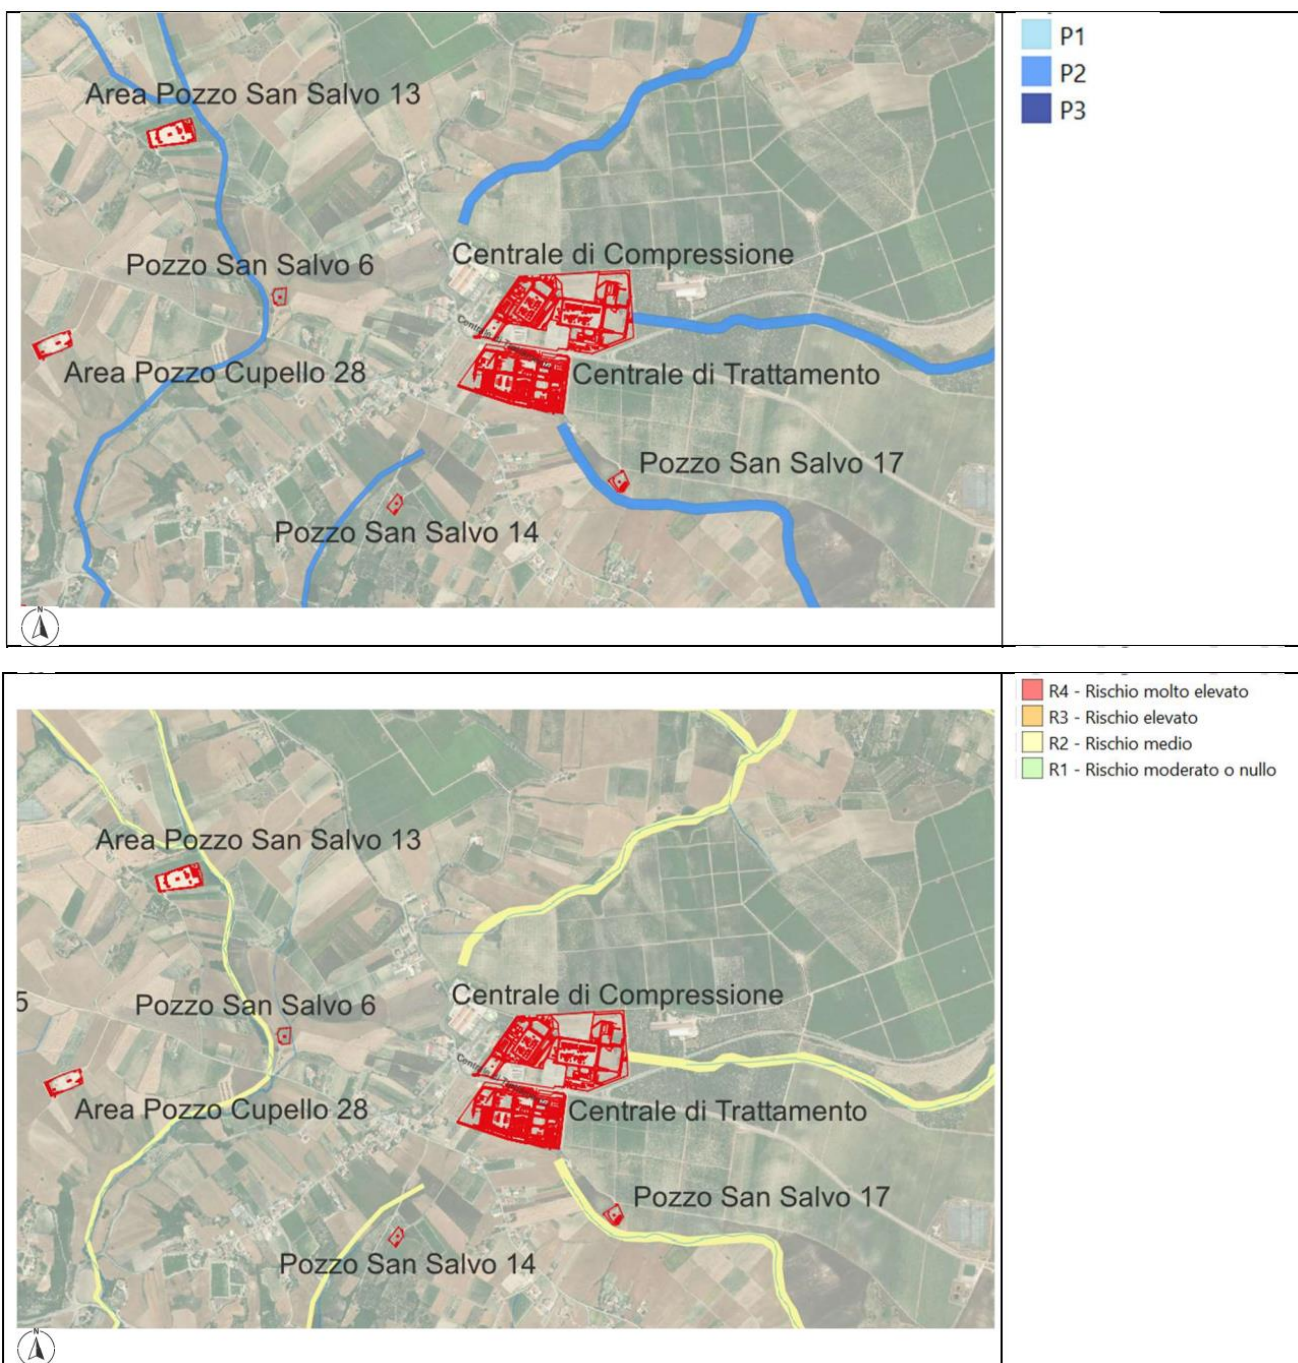 P1
P2
P3
Area Pozzo San Salvo 13
Pozzo San Salvo 6
Centrale di Compressione
Area Pozzo Cupello 28
Centrale di Trattamento
Pozzo San Salvo 17
Pozzo San Salvo 14
N
R4 - Rischio molto elevato
R3 - Rischio elevato
R2 - Rischio medio
R1 - Rischio moderato o nullo
Area Pozzo San Salvo 13
5
Pozzo San Salvo 6
Centrale di Compressione
Area Pozzo Cupello 28
Centrale di Trattamento
Pozzo San Salvo 17
Pozzo San Salvo 14
N